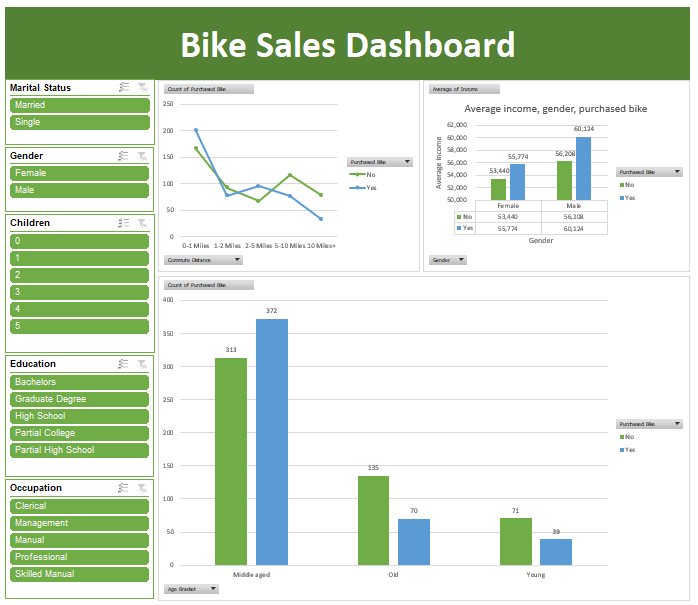 Bike Sales Dashboard
Marital Status
Married
Single
Gender
Female
Male
Children
0
1
2
3
4
5
Education
Bachelors
Graduate Degree
High School
Partial College
Partial High School
Occupation
Clerical
Management
Manual
Professional
Skilled Manual
Count of Purchased Bike
250
200
150
100
50
0
0-1 Miles 1-2 Miles 2-5 Miles 5-10 Miles 10 Miles+
Purchased Bike
No
Yes
Commute Distance
Average of Income
Average income, gender, purchased bike
Average income
62,000
60,000
58,000
56,000
54,000
52,000
50,000
53,440
55,774
56,208
60,124
Female Male
No 53,440 56,208
Yes 55,774 60,124
Gender
Purchased Bike
No
Yes
Gender
Count of Purchased Bike
400
350
300
250
200
150
100
50
0
313
372
135
70
71
39
Middle aged Old Young
Purchased Bike
No
Yes
Age Bracket